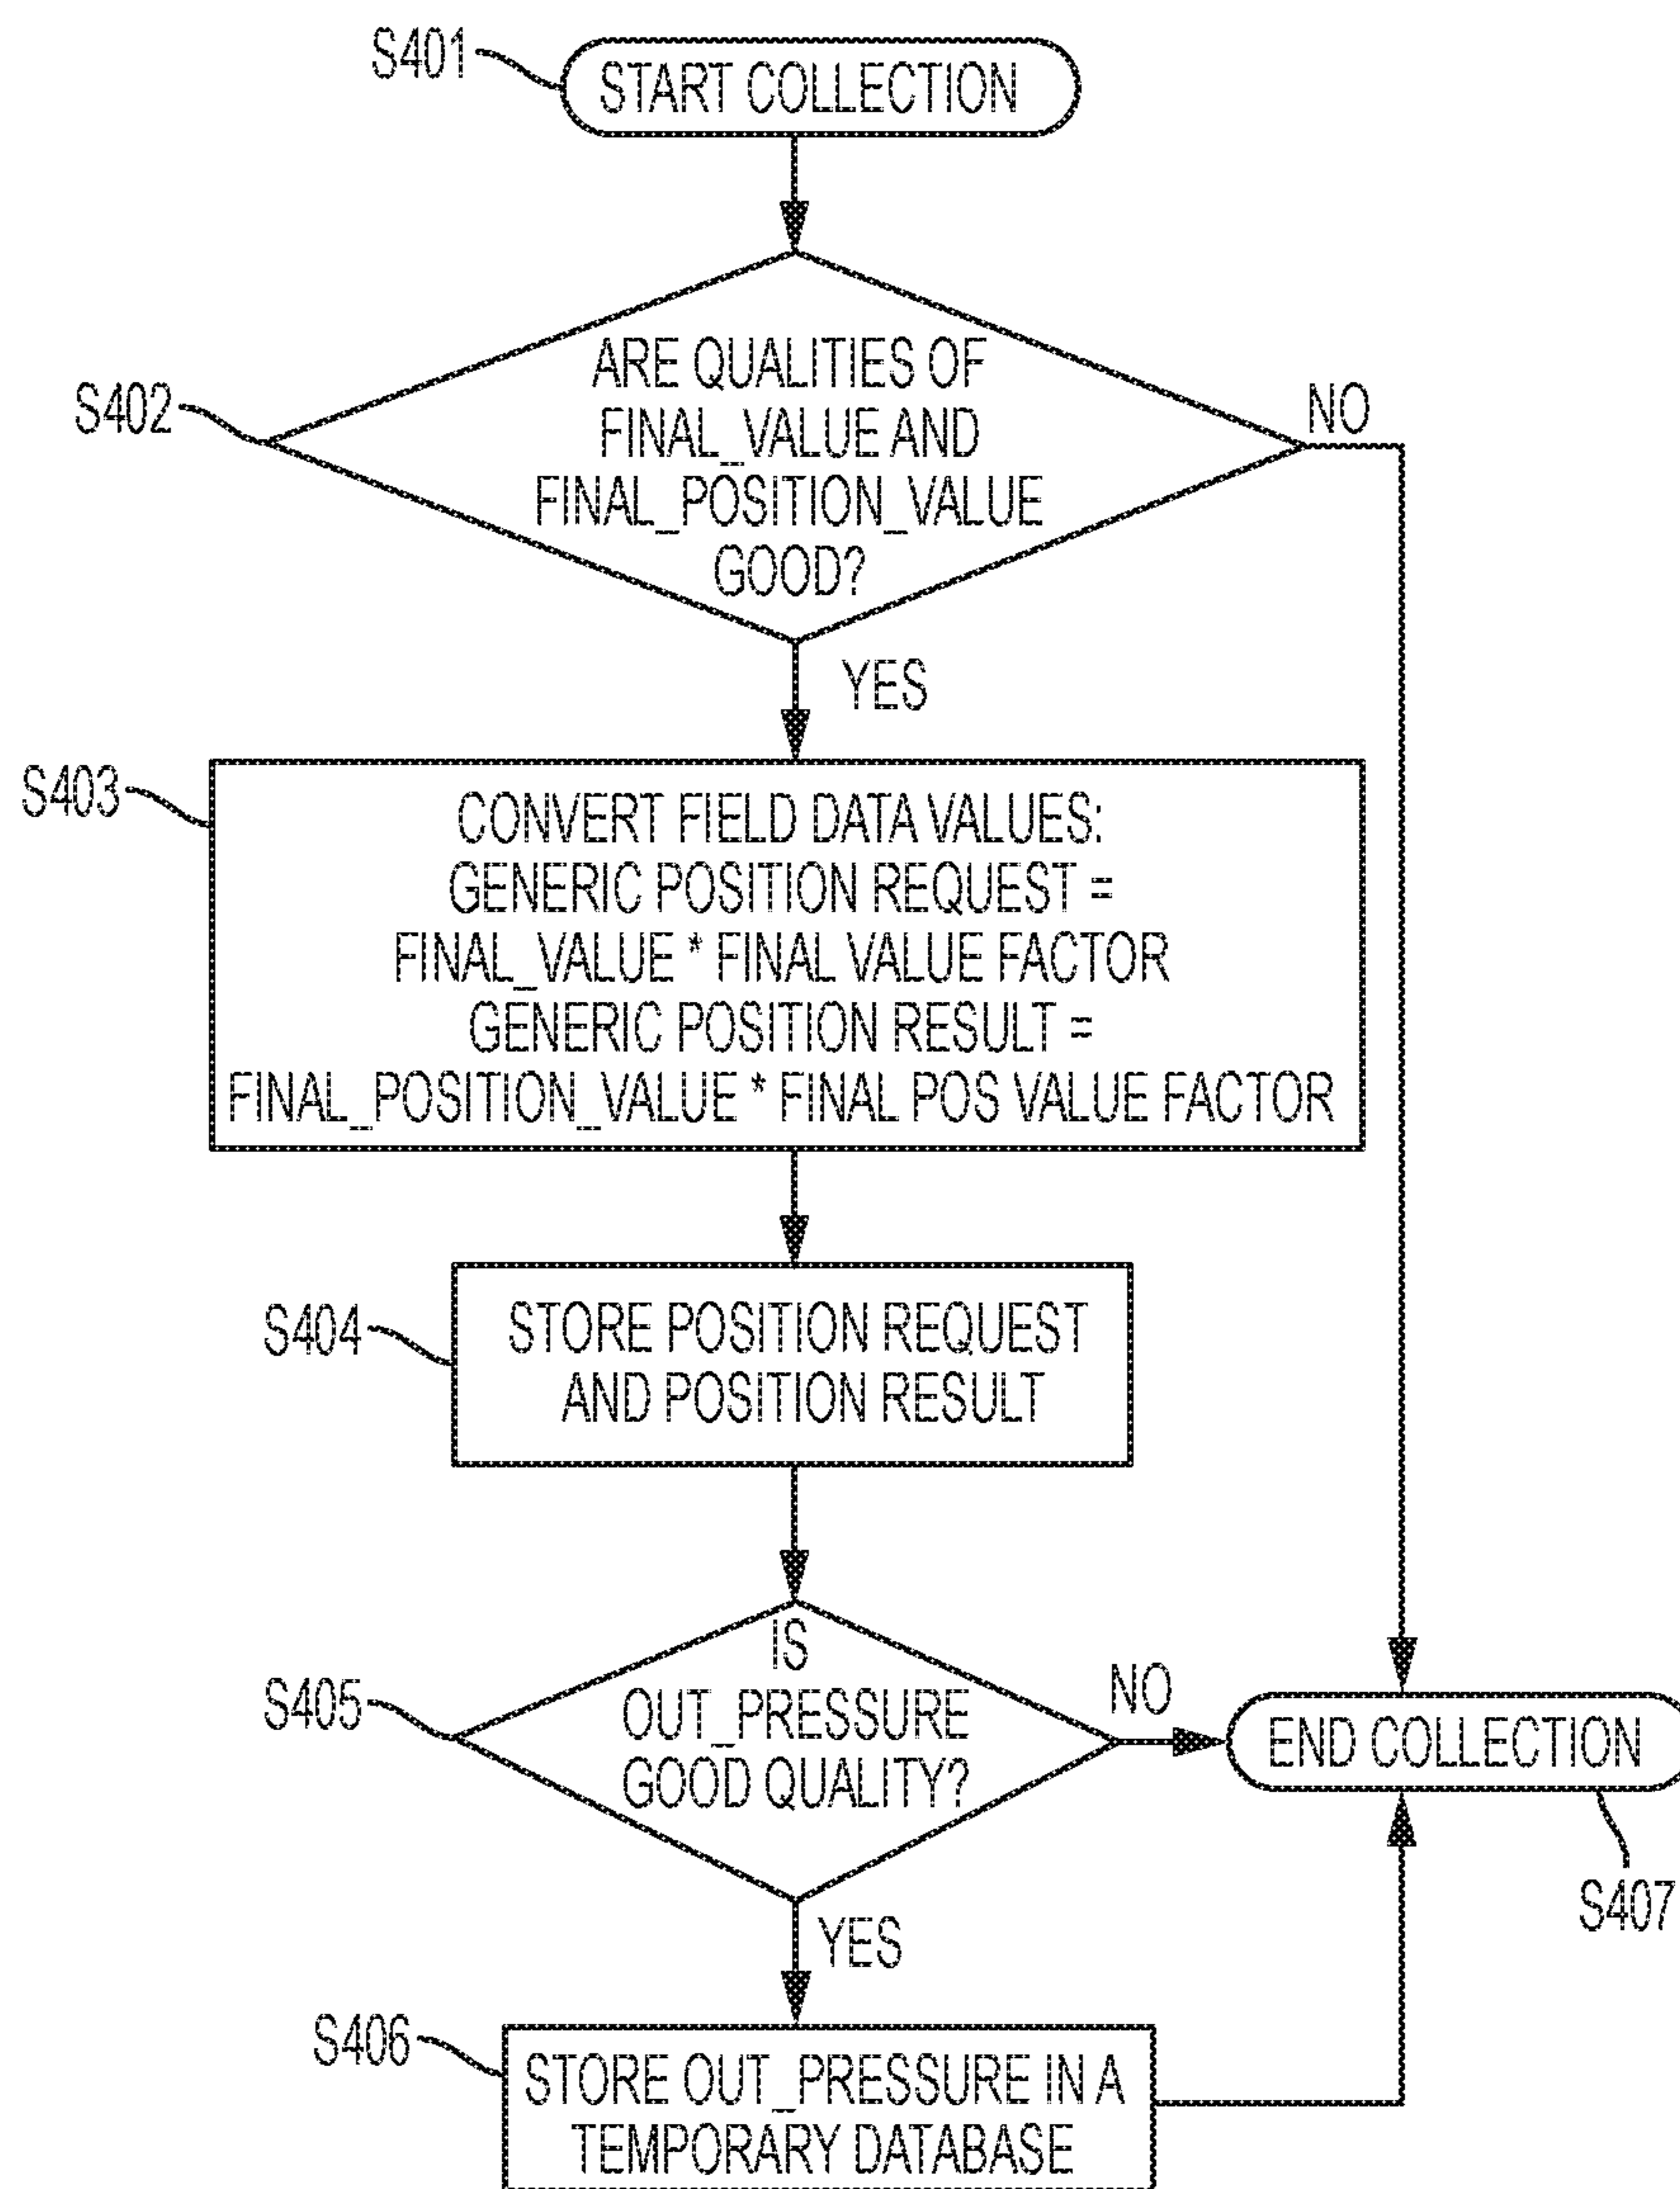 S401
START COLLECTION
S402
ARE QUALITIES OF
FINAL_VALUE AND
FINAL_POSITION_VALUE
GOOD?
NO
YES
S403
CONVERT FIELD DATA VALUES:
GENERIC POSITION REQUEST =
FINAL_VALUE * FINAL VALUE FACTOR
GENERIC POSITION RESULT =
FINAL_POSITION_VALUE * FINAL POS VALUE FACTOR
S404
STORE POSITION REQUEST
AND POSITION RESULT
S405
IS
OUT_PRESSURE
GOOD QUALITY?
NO
END COLLECTION
S407
YES
S406
STORE OUT_PRESSURE IN A
TEMPORARY DATABASE